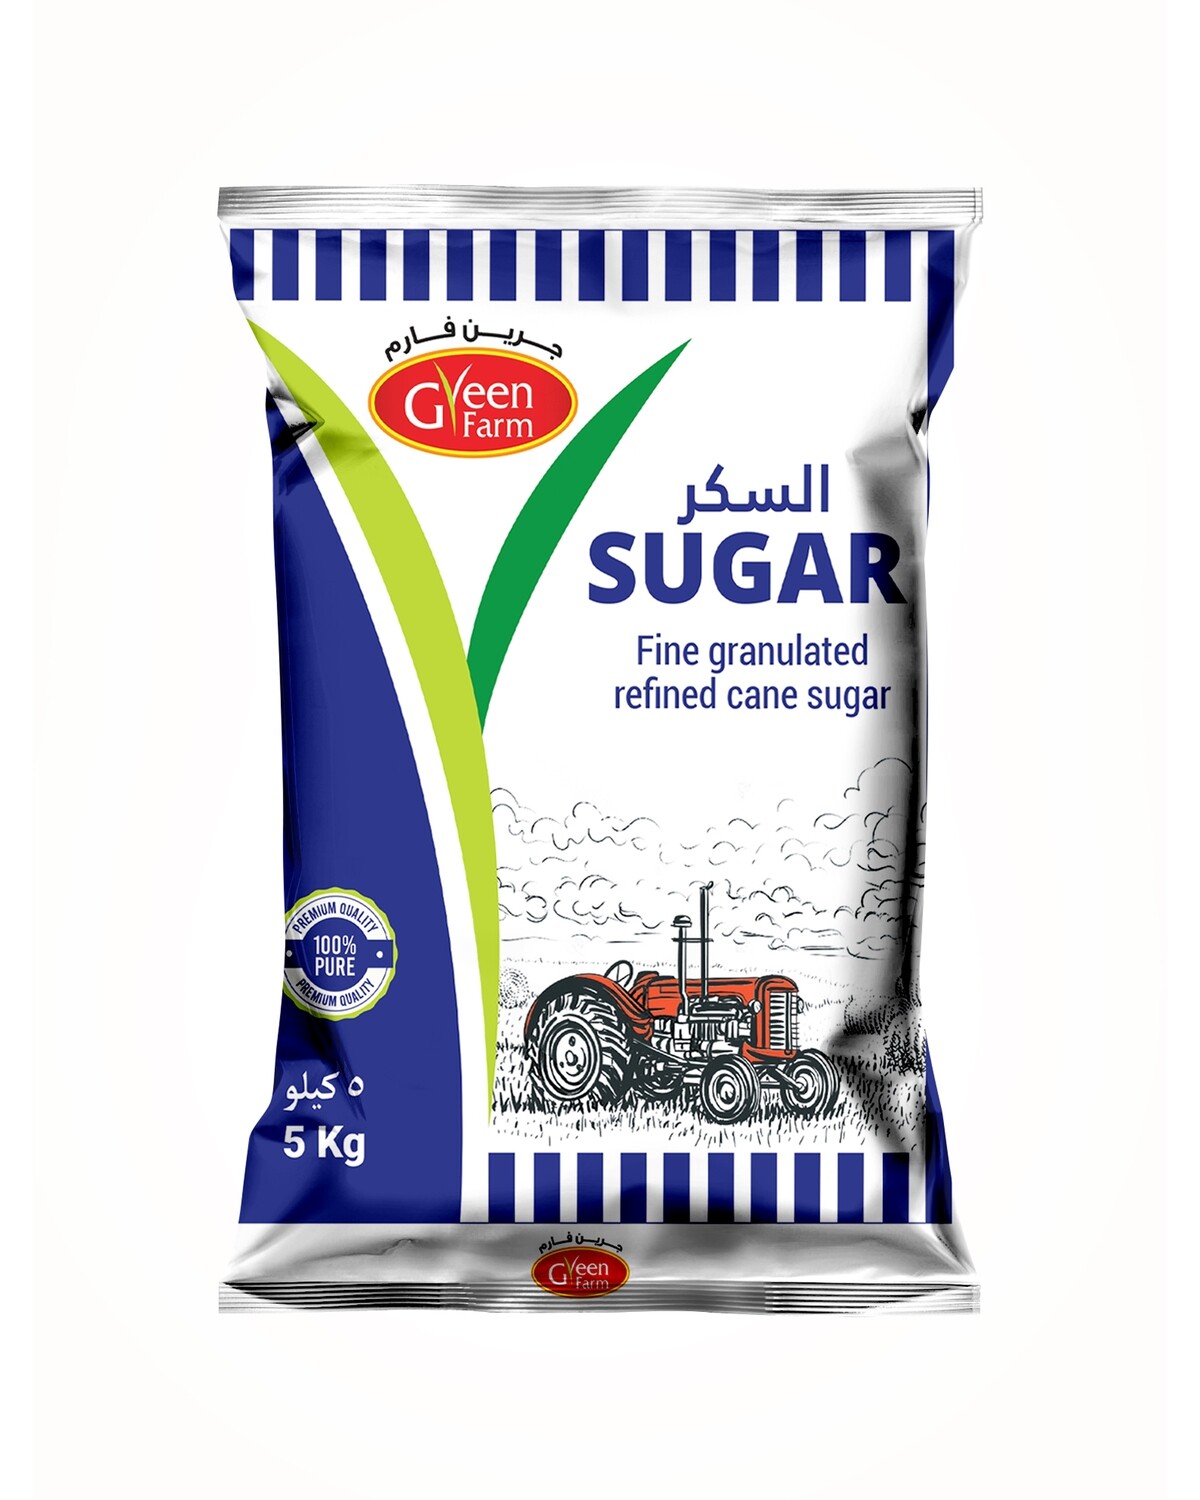 جرين فارم
Green
Farm
السكر
SUGAR
Fine granulated
refined cane sugar
PREMIUM QUALITY
100%
PURE
PREMIUM QUALITY
٥ كيلو
5 Kg
جرين فارم
Green
Farm